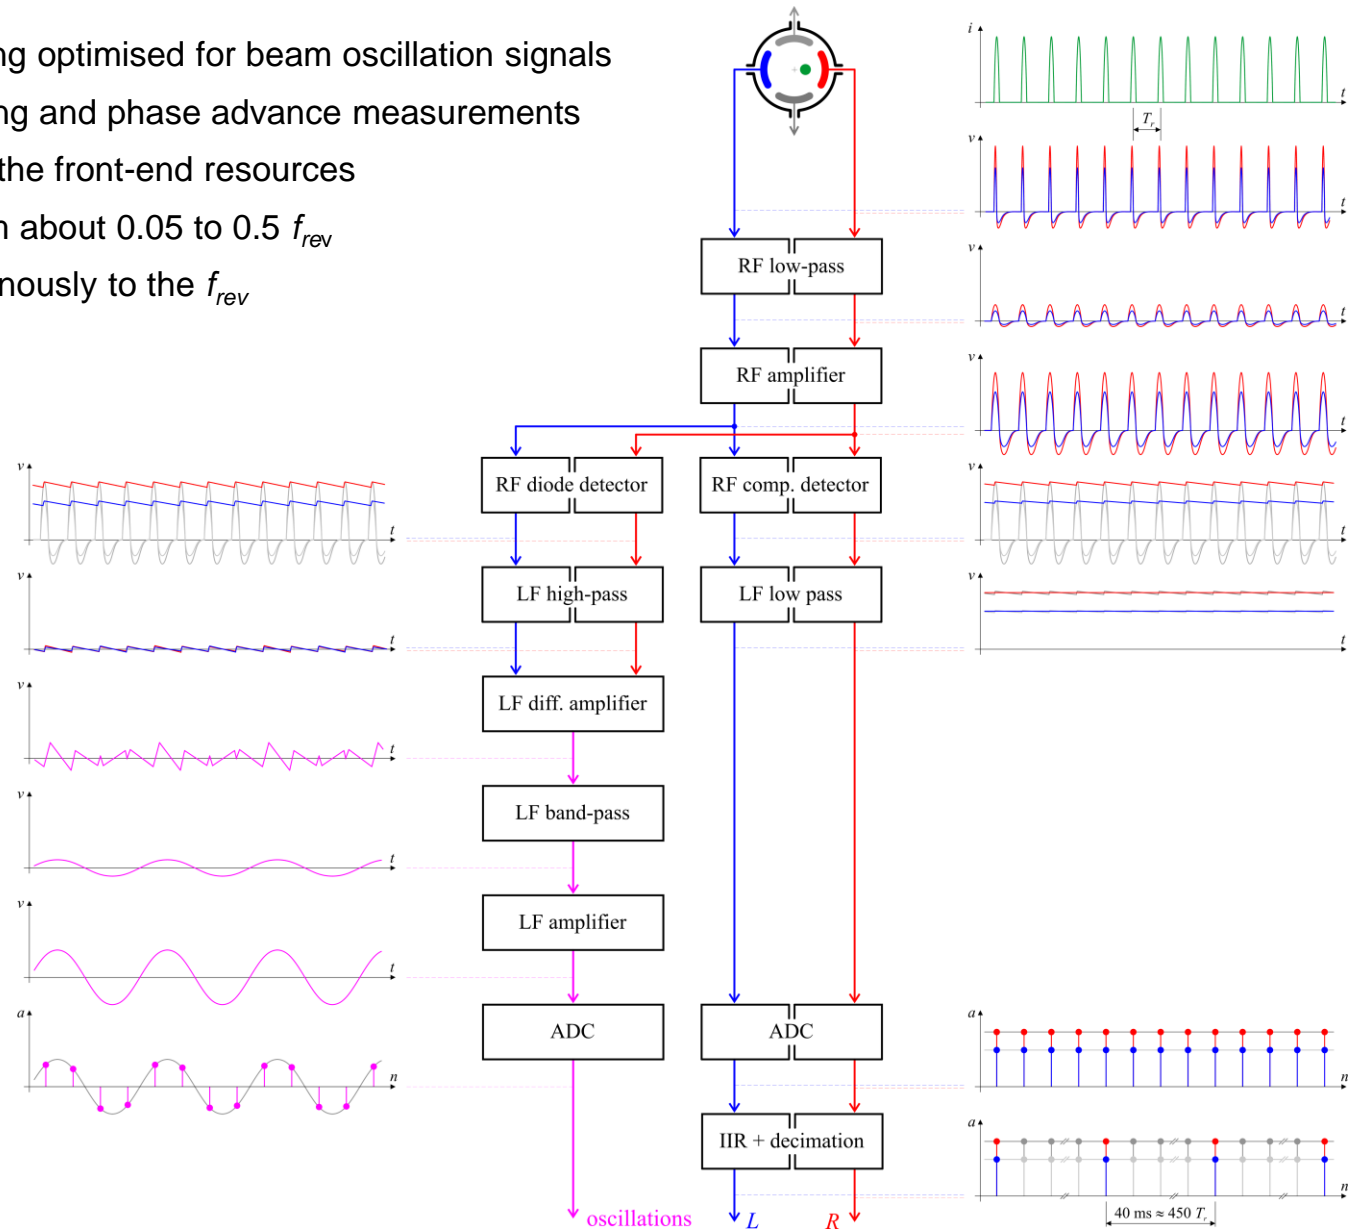 ng optimised for beam oscillation signals
ng and phase advance measurements
the front-end resources
n about 0.05 to 0.5 frev
nously to the frev
i
t
Tr
v
t
RF low-pass
v
t
RF amplifier
v
t
v
t
RF diode detector
RF comp. detector
v
t
v
t
LF high-pass
LF low pass
v
t
v
t
LF diff. amplifier
v
t
LF band-pass
v
t
LF amplifier
a
n
ADC
ADC
a
n
IIR + decimation
a
n
40 ms ≈ 450 Tr
oscillations
L
R